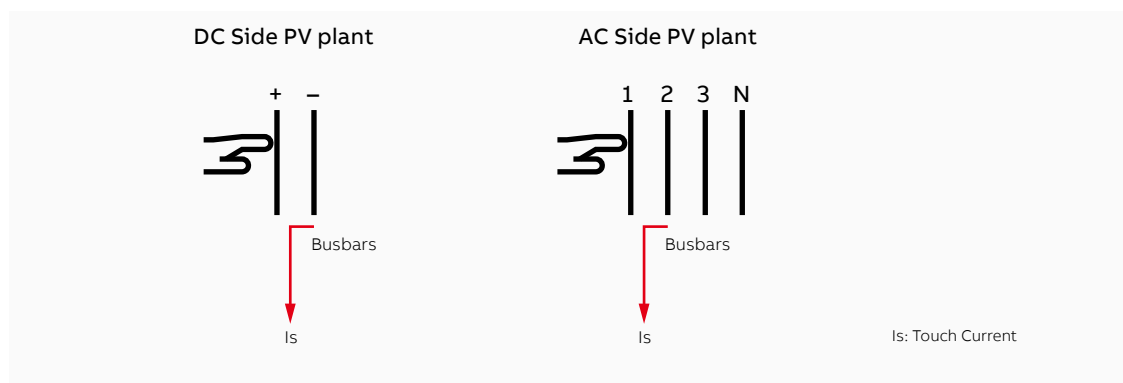 DC Side PV plant
AC Side PV plant
+ –
1 2 3 N
Busbars
Busbars
Is
Is
Is: Touch Current